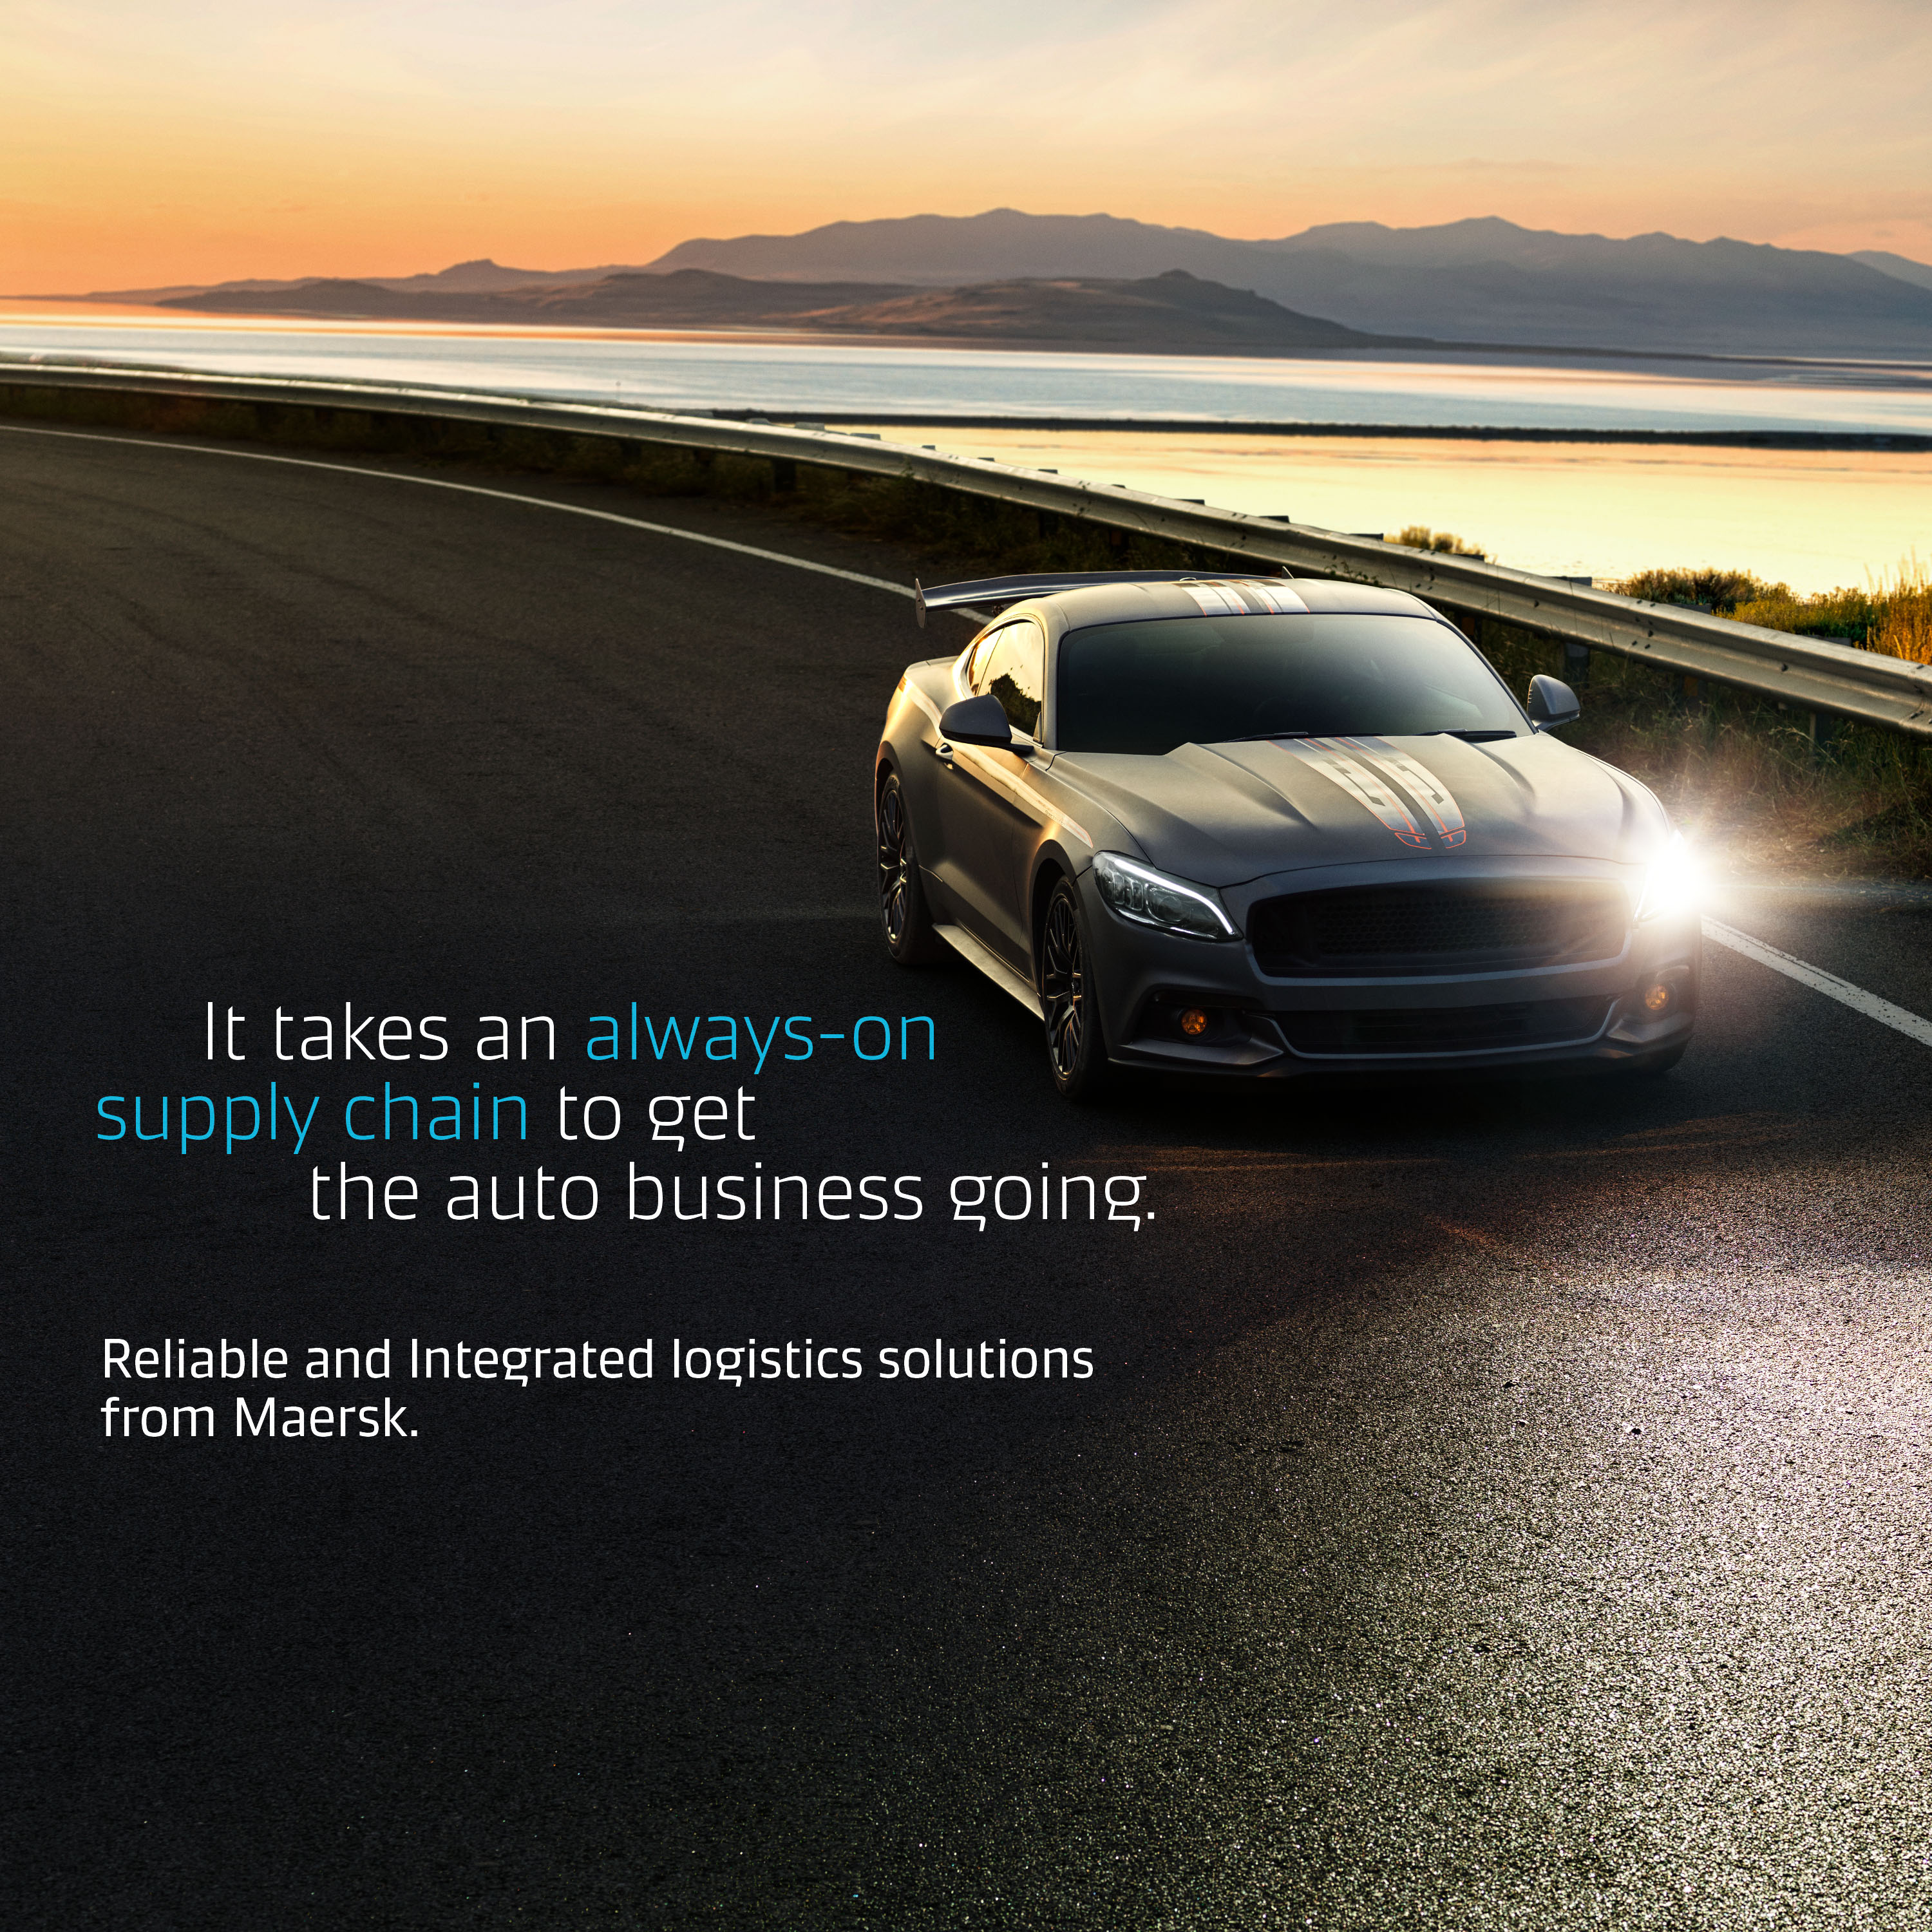 It takes an always-on
supply chain to get
the auto business going.
Reliable and Integrated logistics solutions
from Maersk.